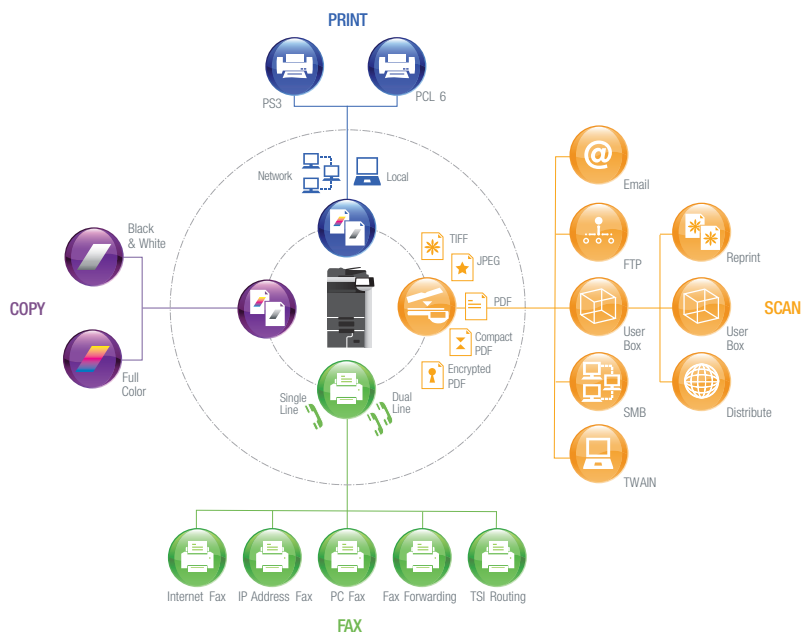 PRINT
PS3
PCL 6
Network
Local
Email
TIFF
Black
& White
JPEG
FTP
Reprint
COPY
PDF
SCAN
Compact
PDF
User
Box
User
Box
Full
Color
Encrypted
PDF
Single
Line
Dual
Line
SMB
Distribute
TWAIN
Internet Fax
IP Address Fax
PC Fax
Fax Forwarding
TSI Routing
FAX